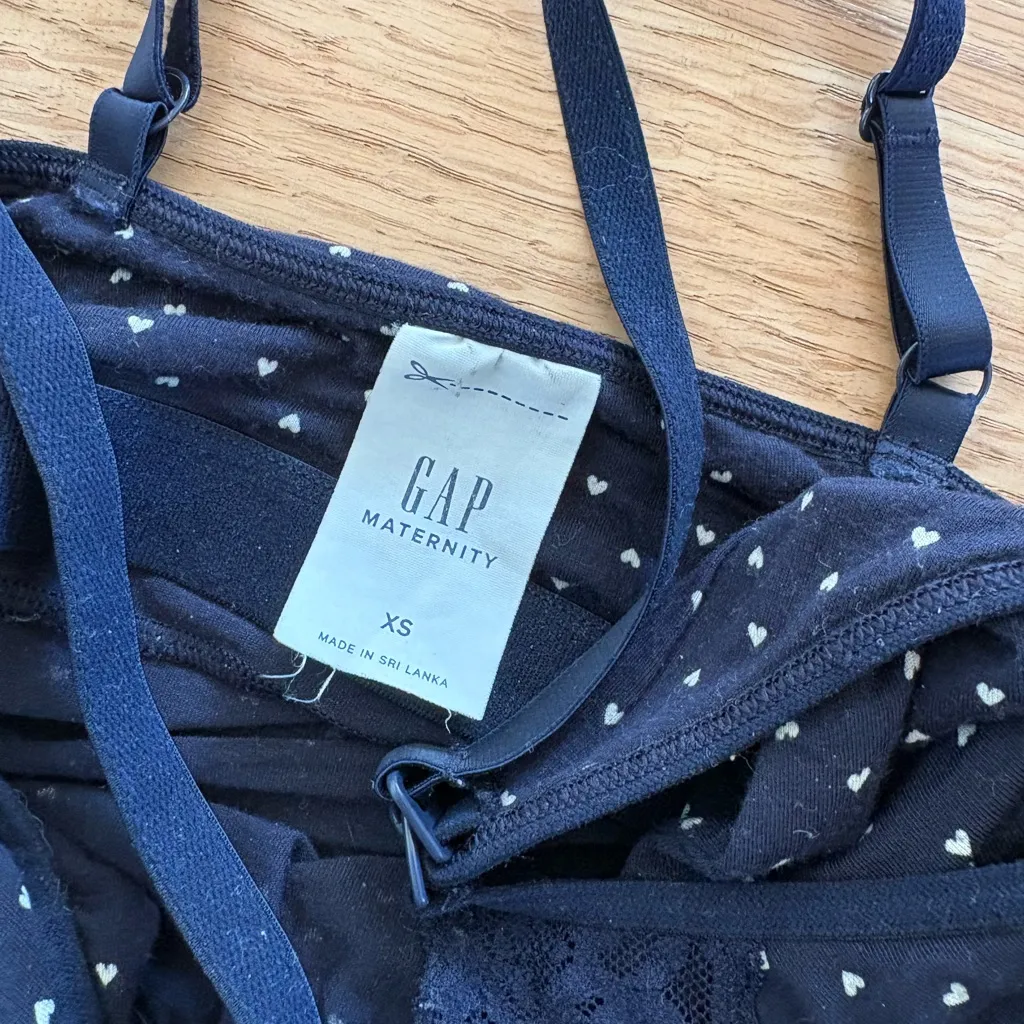 GAP
MATERNITY
XS
MADE IN SRI LANKA